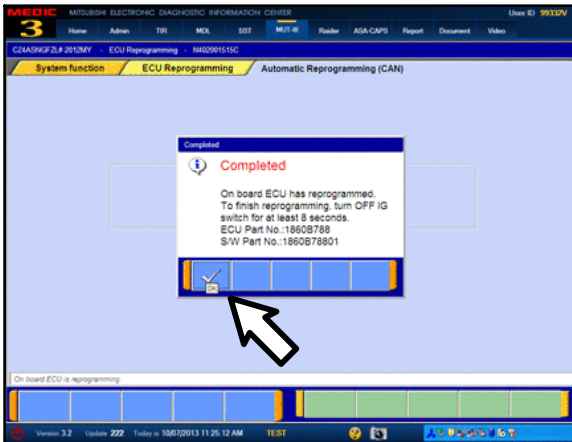 MEDIC MITSUBISHI ELECTRONIC DIAGNOSTIC INFORMATION CENTER User ID 99332V
3 Home Admin TIR MDL SST MUT-III Raider ASA-CAPS Report Document Video
CZ4ASNGFZL# 2012MY - ECU Reprogramming - N402001515C
System function ECU Reprogramming Automatic Reprogramming (CAN)
Completed
Completed
On board ECU has reprogrammed.
To finish reprogramming, turn OFF IG
switch for at least 8 seconds.
ECU Part No.:1860B788
S/W Part No.:1860B78801
OK
On board ECU is reprogramming.
Version 3.2 Update 222 Today is 10/07/2013 11:25:12 AM TEST